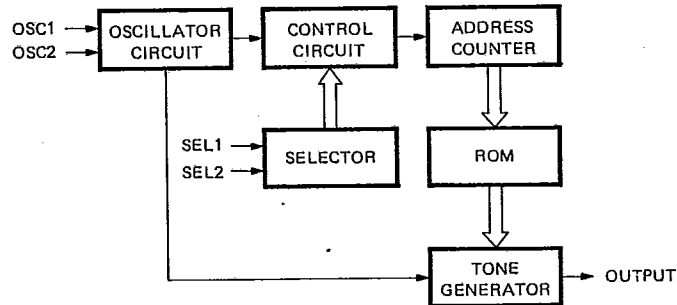 OSC1
OSC2
OSCILLATOR
CIRCUIT
CONTROL
CIRCUIT
ADDRESS
COUNTER
SEL1
SEL2
SELECTOR
ROM
TONE
GENERATOR
OUTPUT